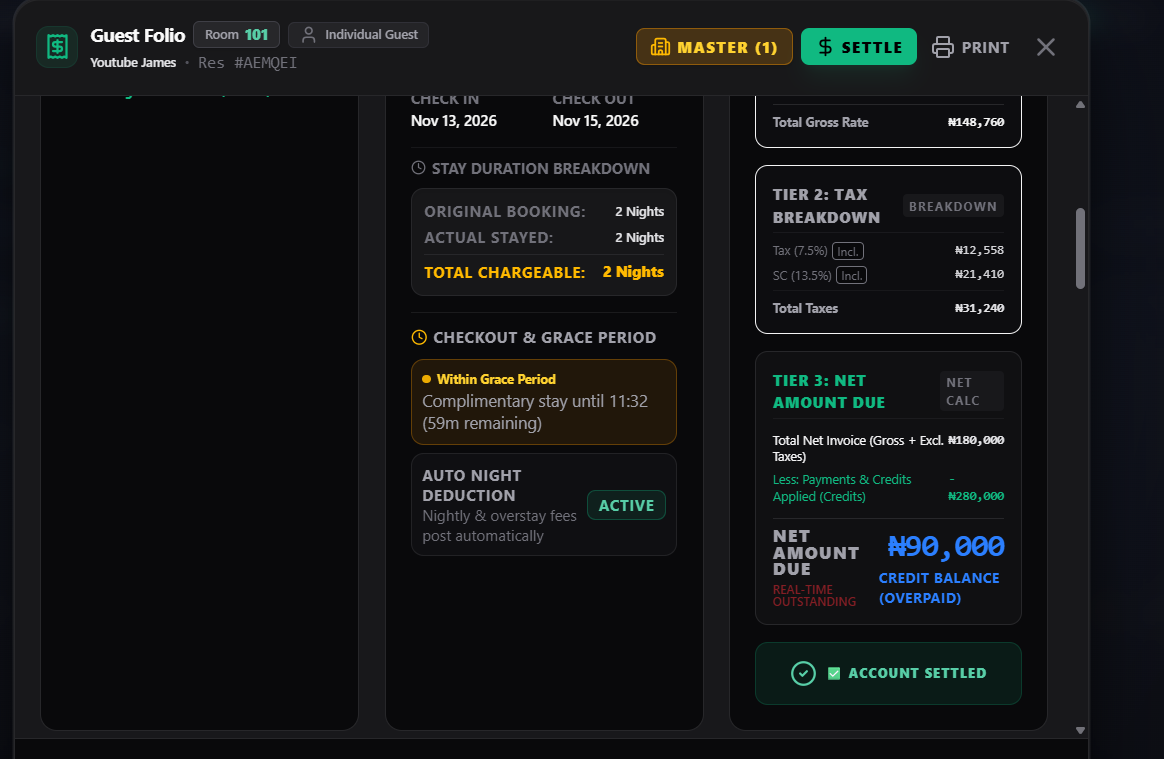 Guest Folio
Room 101
Individual Guest
Youtube James • Res #AEMQEI
MASTER (1)
SETTLE
PRINT
CHECK IN
CHECK OUT
Nov 13, 2026
Nov 15, 2026
STAY DURATION BREAKDOWN
ORIGINAL BOOKING: 2 Nights
ACTUAL STAYED: 2 Nights
TOTAL CHARGEABLE: 2 Nights
CHECKOUT & GRACE PERIOD
Within Grace Period
Complimentary stay until 11:32
(59m remaining)
AUTO NIGHT
DEDUCTION
Nightly & overstay fees
post automatically
ACTIVE
Total Gross Rate ₦148,760
TIER 2: TAX
BREAKDOWN
BREAKDOWN
Tax (7.5%) Incl. ₦12,558
SC (13.5%) Incl. ₦21,410
Total Taxes ₦31,240
TIER 3: NET
AMOUNT DUE
NET
CALC
Total Net Invoice (Gross + Excl. ₦180,000
Taxes)
Less: Payments & Credits -
Applied (Credits) ₦280,000
NET
AMOUNT
DUE
REAL-TIME
OUTSTANDING
₦90,000
CREDIT BALANCE
(OVERPAID)
✅ ACCOUNT SETTLED